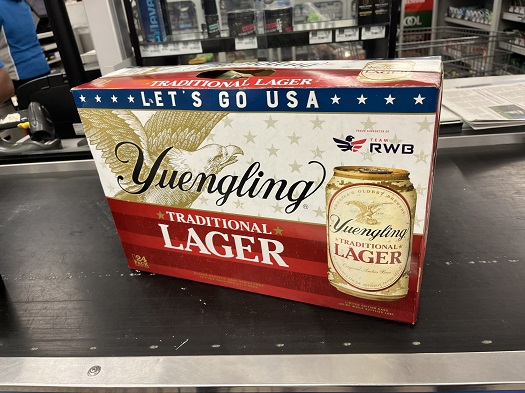 TRADITIONAL LAGER
LET'S GO USA
TEAM
RWB
Yuengling
TRADITIONAL
LAGER
Yuengling
TRADITIONAL
LAGER
24